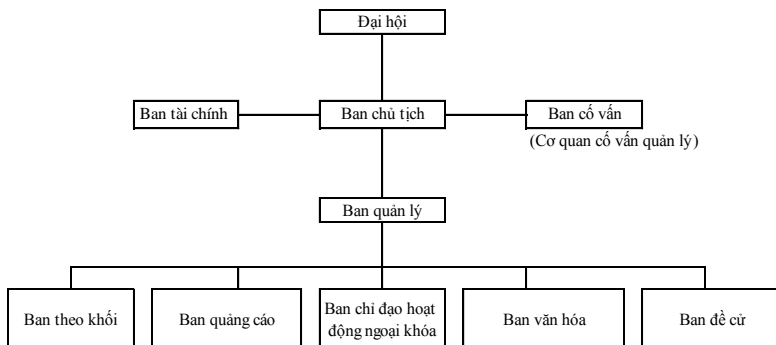 Đại hội
Ban tài chính
Ban chủ tịch
Ban cố vấn
(Cơ quan cố vấn quản lý)
Ban quản lý
Ban theo khối
Ban quảng cáo
Ban chỉ đạo hoạt
động ngoại khóa
Ban văn hóa
Ban đề cử